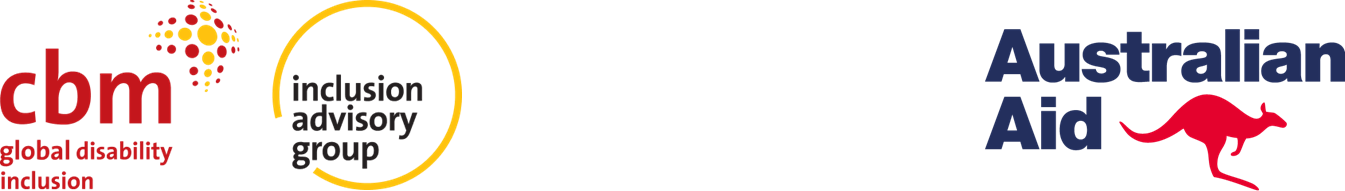 cbm
global disability
inclusion
inclusion
advisory
group
Australian
Aid